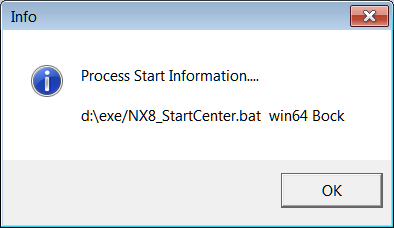 Info
Process Start Information....
d:\exe/NX8_StartCenter.bat  win64 Bock
OK